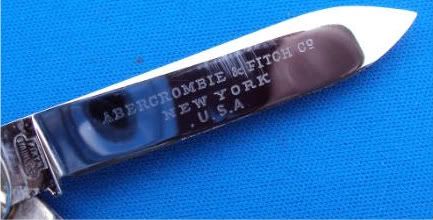 ABERCROMBIE & FITCH Cº
NEW YORK
U.S.A